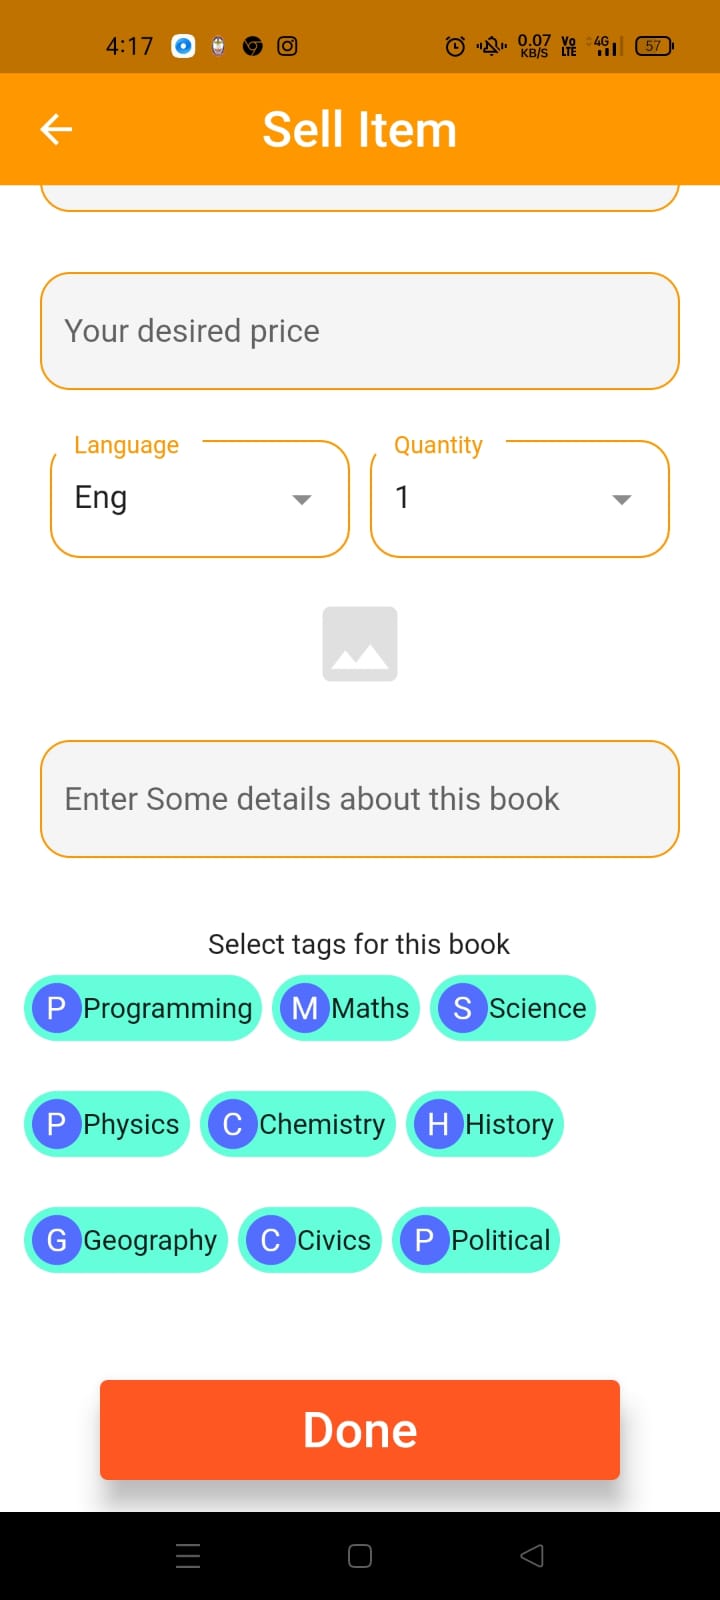 4:17 0.07 KB/S Vo LTE 4G 57
Sell Item
Your desired price
Language Quantity
Eng 1
Enter Some details about this book
Select tags for this book
P Programming M Maths S Science
P Physics C Chemistry H History
G Geography C Civics P Political
Done